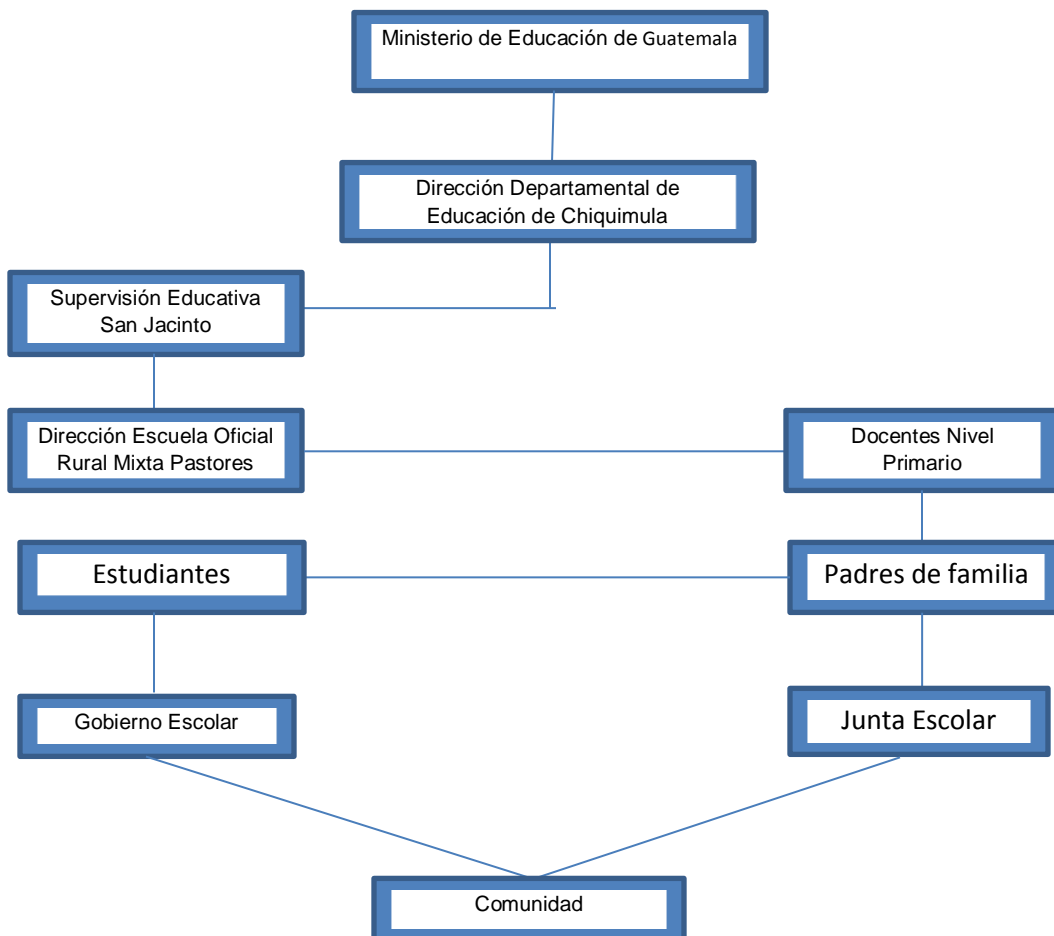 Ministerio de Educación de Guatemala
Dirección Departamental de
Educación de Chiquimula
Supervisión Educativa
San Jacinto
Dirección Escuela Oficial
Rural Mixta Pastores
Docentes Nivel
Primario
Estudiantes
Padres de familia
Gobierno Escolar
Junta Escolar
Comunidad